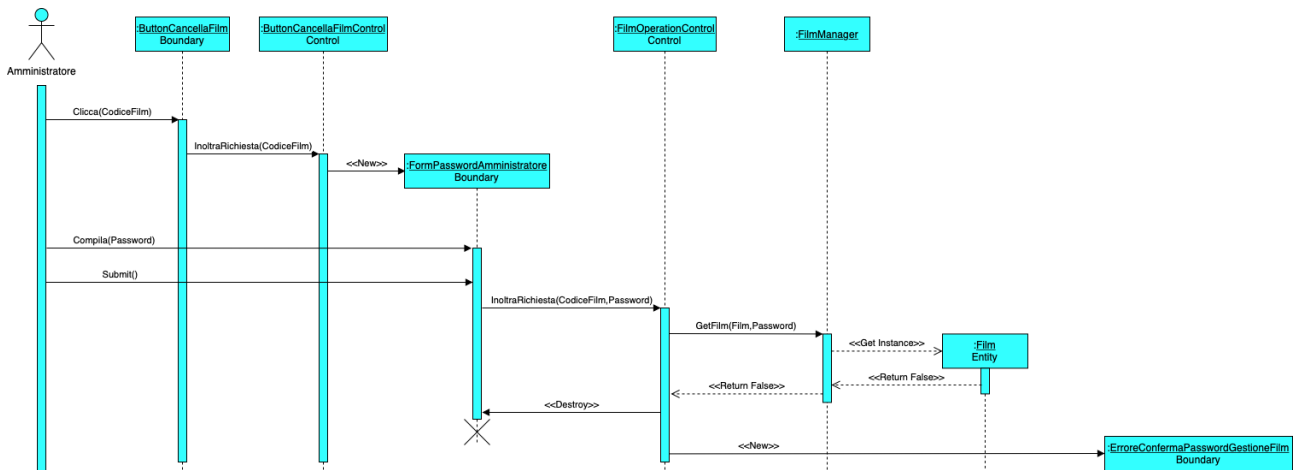 :ButtonCancellaFilm
Boundary
:ButtonCancellaFilmControl
Control
:FilmOperationControl
Control
:FilmManager
Amministratore
Clicca(CodiceFilm)
InoltraRichiesta(CodiceFilm)
<<New>>
:FormPasswordAmministratore
Boundary
Compila(Password)
Submit()
InoltraRichiesta(CodiceFilm,Password)
GetFilm(Film,Password)
<<Get Instance>>
:Film
Entity
<<Return False>>
<<Return False>>
<<Destroy>>
<<New>>
:ErroreConfermaPasswordGestioneFilm
Boundary